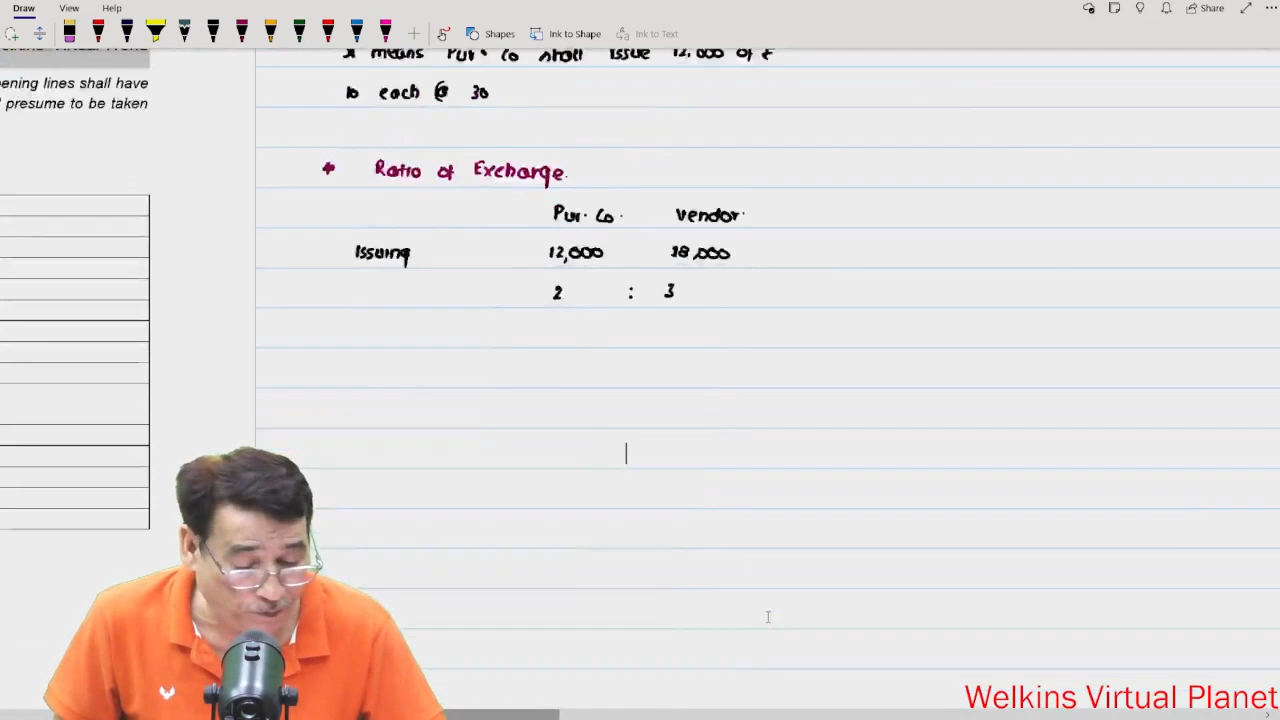 Draw View Help
Share
Shapes Ink to Shape Ink to Text
ening lines shall have
presume to be taken
means Pur. Co shall issue 12,000 of ₹
10 each @ 30
Ratio of Exchange.
Pur. Co. Vendor.
Issuing 12,000 18,000
2 : 3
Welkins Virtual Planet